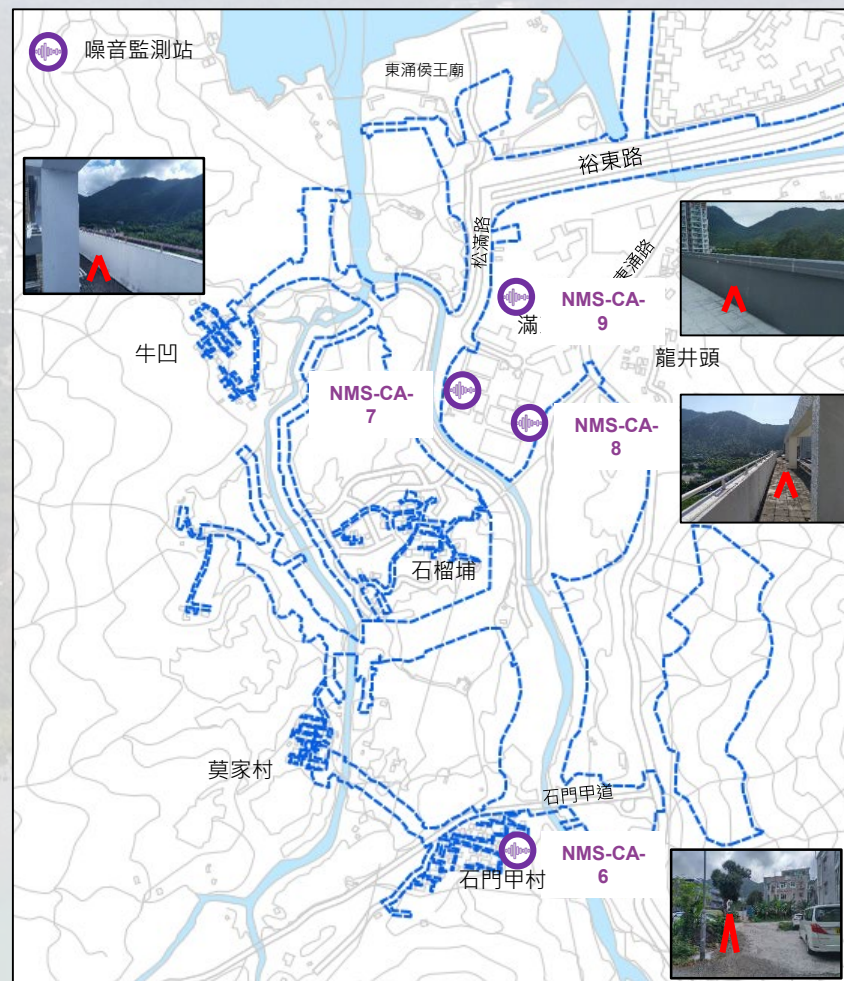 噪音監測站
東涌侯王廟
裕東路
松滿路
東涌路
NMS-CA-
9
滿
龍井頭
牛凹
NMS-CA-
7
NMS-CA-
8
石榴埔
莫家村
石門甲道
NMS-CA-
6
石門甲村